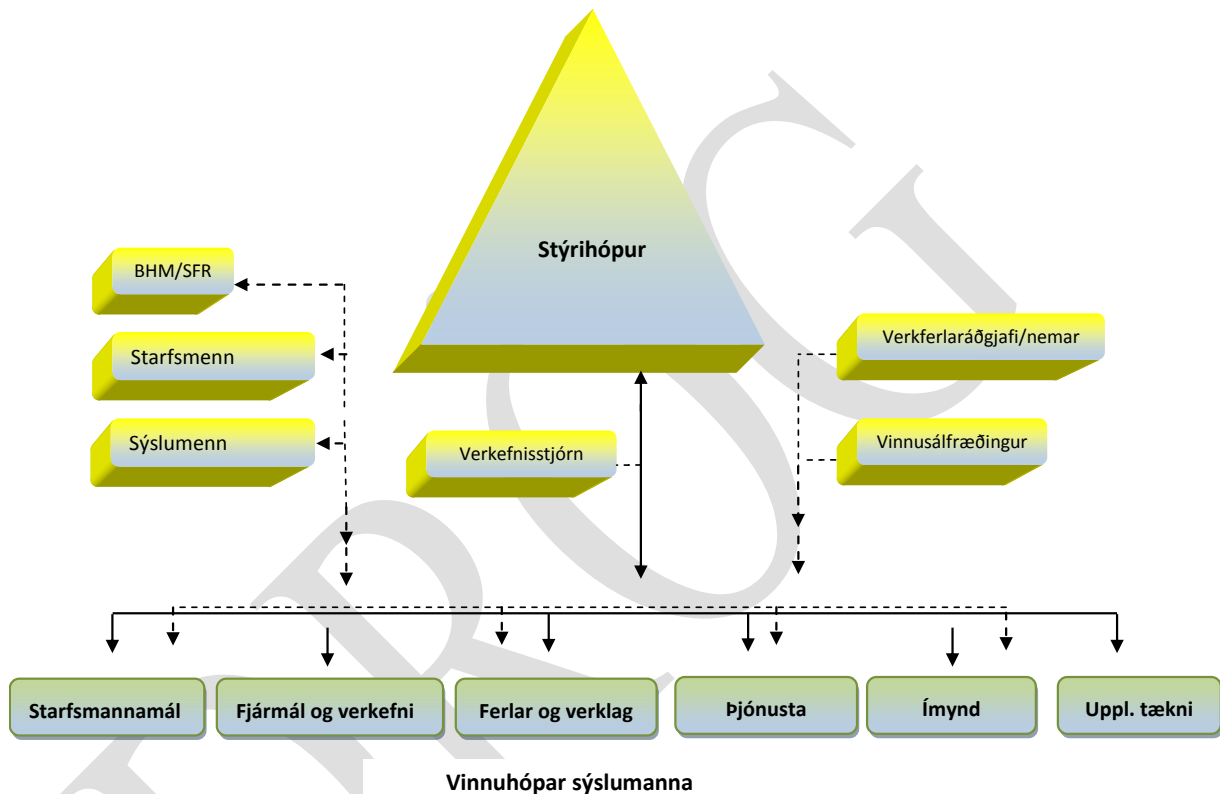 Stýrihópur
BHM/SFR
Starfsmenn
Sýslumenn
Verkefnisstjórn
Verkferlaráðgjafi/nemar
Vinnusálfræðingur
Starfsmannamál
Fjármál og verkefni
Ferlar og verklag
Þjónusta
Ímynd
Uppl. tækni
Vinnuhópar sýslumanna